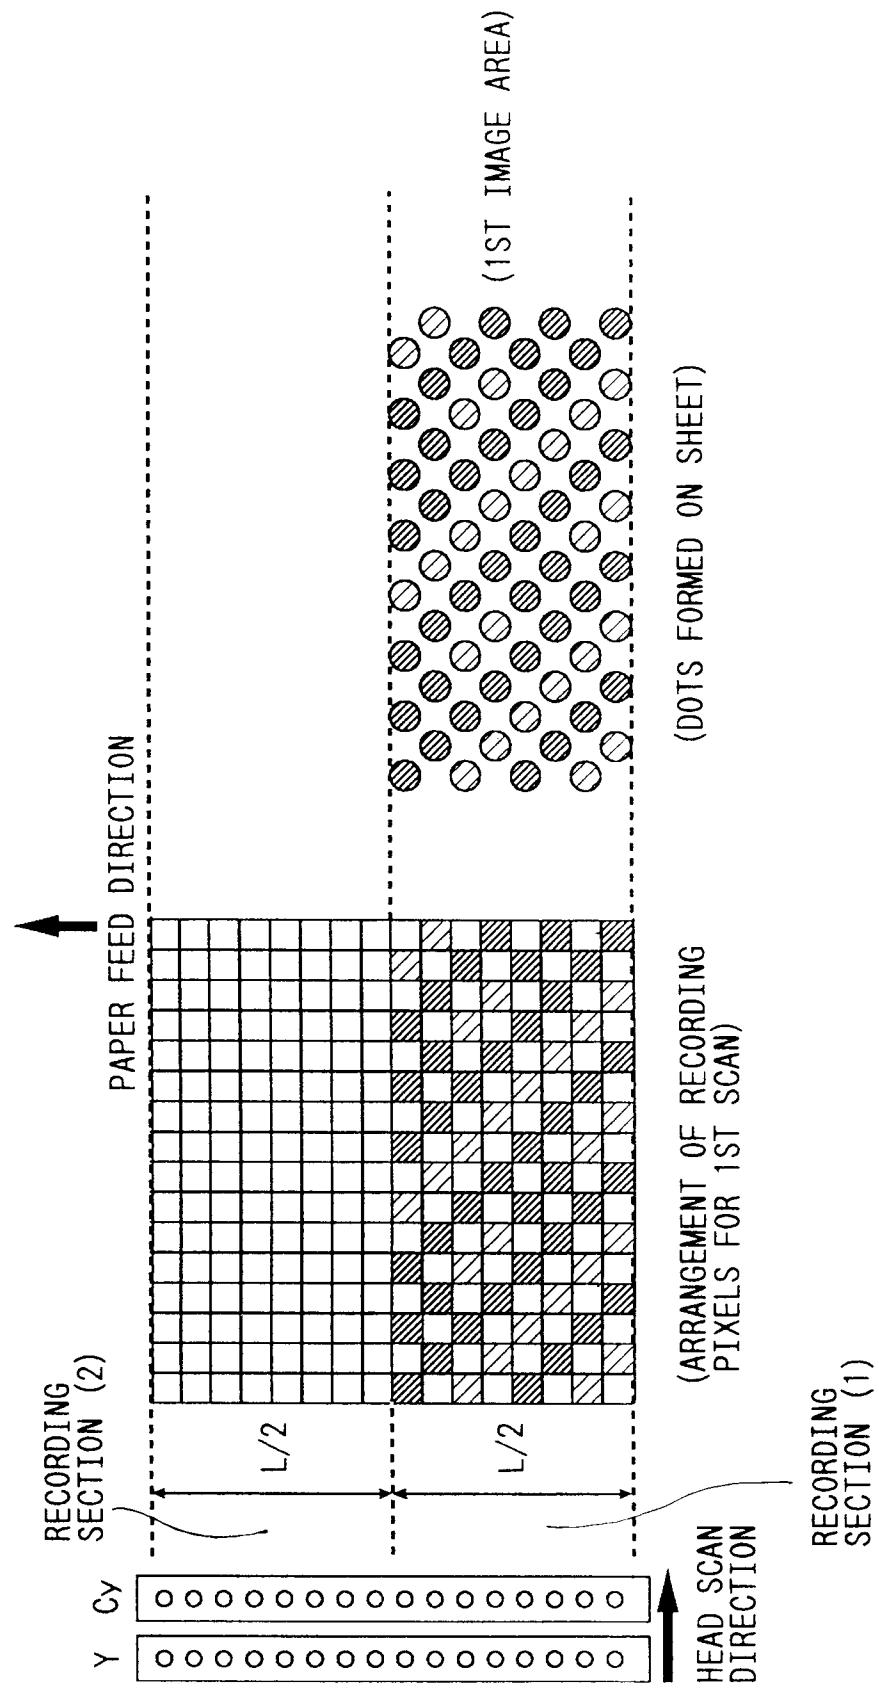 Y
Cy
HEAD SCAN
DIRECTION
RECORDING
SECTION (2)
RECORDING
SECTION (1)
L/2
L/2
PAPER FEED DIRECTION
(ARRANGEMENT OF RECORDING
PIXELS FOR 1ST SCAN)
(DOTS FORMED ON SHEET)
(1ST IMAGE AREA)